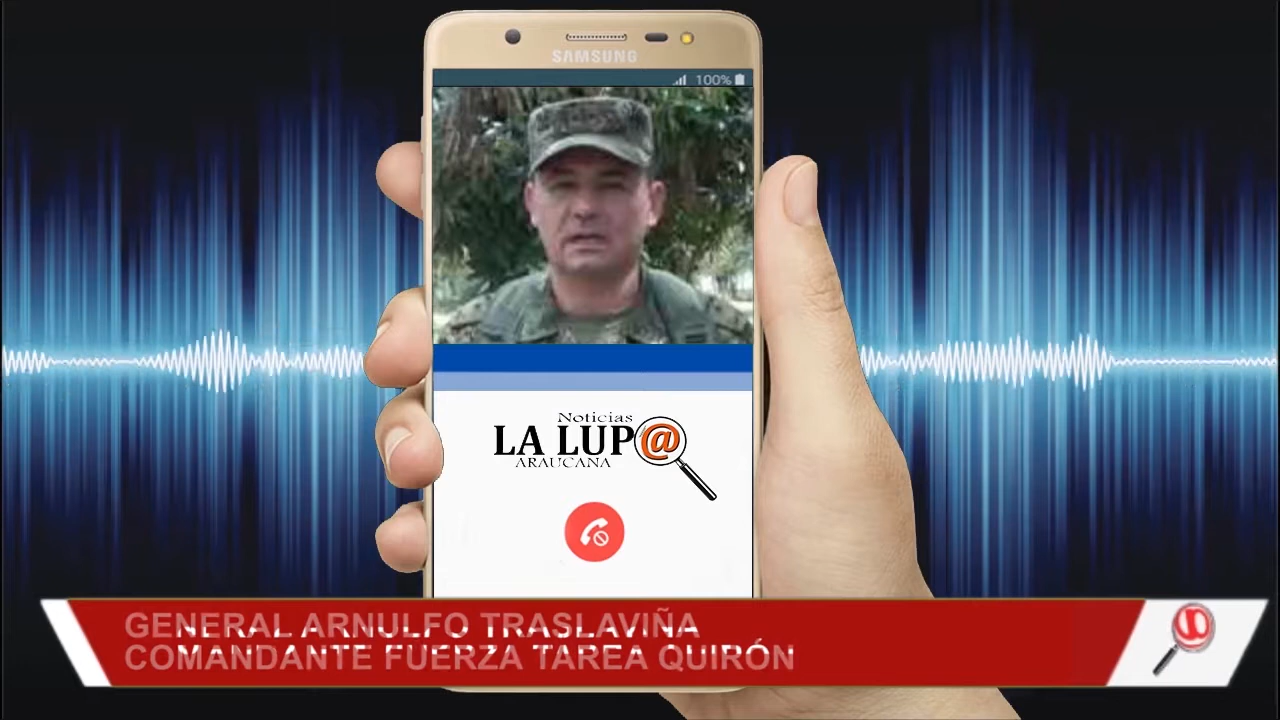 SAMSUNG
100%
Noticias
LA LUP@
ARAUCANA
GENERAL ARNULFO TRASLAVIÑA
COMANDANTE FUERZA TAREA QUIRÓN